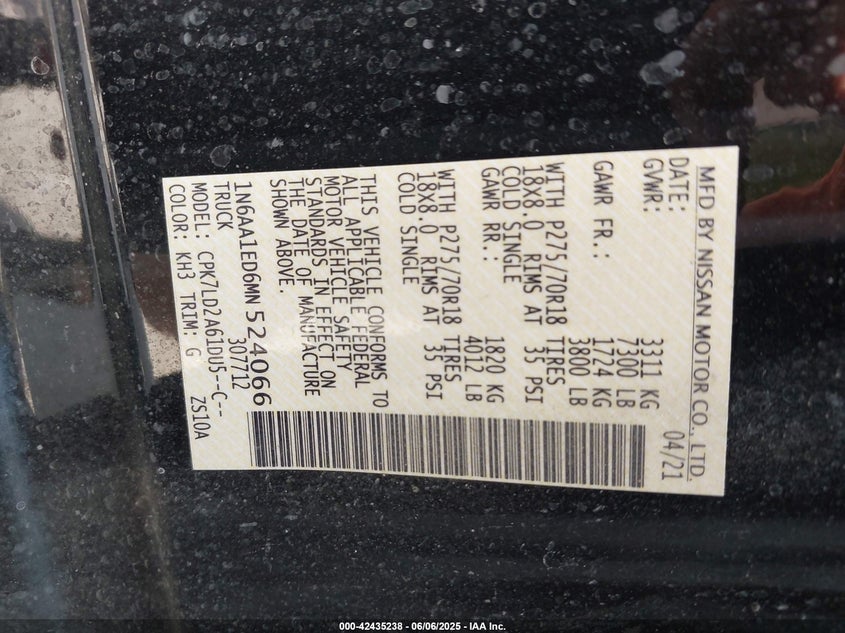 MFD BY NISSAN MOTOR CO., LTD.
DATE: 04/21
GVWR: 3311 KG
7300 LB
GAWR FR.: 1724 KG
3800 LB
WITH P275/70R18 TIRES
18X8.0 RIMS AT 35 PSI
COLD SINGLE
GAWR RR.: 1820 KG
4012 LB
WITH P275/70R18 TIRES
18X8.0 RIMS AT 35 PSI
COLD SINGLE
THIS VEHICLE CONFORMS TO
ALL APPLICABLE FEDERAL
MOTOR VEHICLE SAFETY
STANDARDS IN EFFECT ON
THE DATE OF MANUFACTURE
SHOWN ABOVE.
1N6AA1ED6MN524066
TRUCK 307712
MODEL: CPK7LD2A61DU5--C--
COLOR: KH3 TRIM: G ZS10A
000-42435238 - 06/06/2025 - IAA Inc.